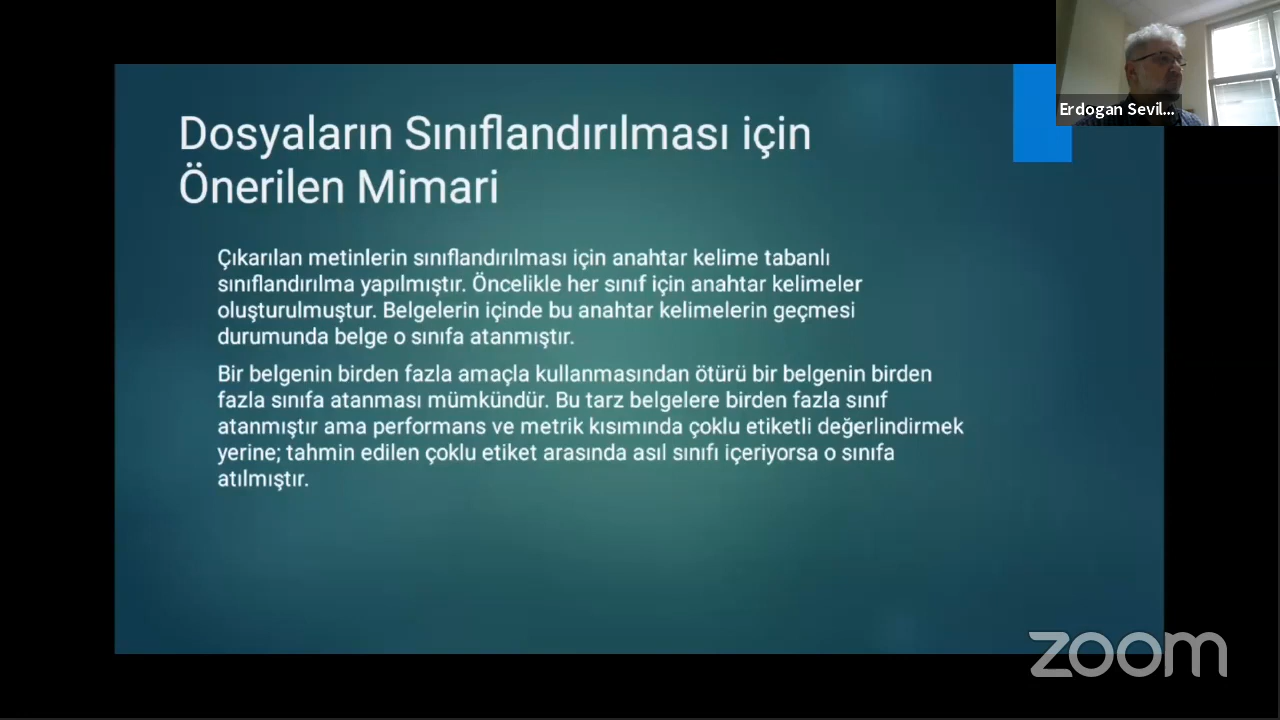 Erdogan Sevil...
Dosyaların Sınıflandırılması için
Önerilen Mimari
Çıkarılan metinlerin sınıflandırılması için anahtar kelime tabanlı
sınıflandırılma yapılmıştır. Öncelikle her sınıf için anahtar kelimeler
oluşturulmuştur. Belgelerin içinde bu anahtar kelimelerin geçmesi
durumunda belge o sınıfa atanmıştır.
Bir belgenin birden fazla amaçla kullanmasından ötürü bir belgenin birden
fazla sınıfa atanması mümkündür. Bu tarz belgelere birden fazla sınıf
atanmıştır ama performans ve metrik kısımında çoklu etiketli değerlindirmek
yerine; tahmin edilen çoklu etiket arasında asıl sınıfı içeriyorsa o sınıfa
atılmıştır.
zoom